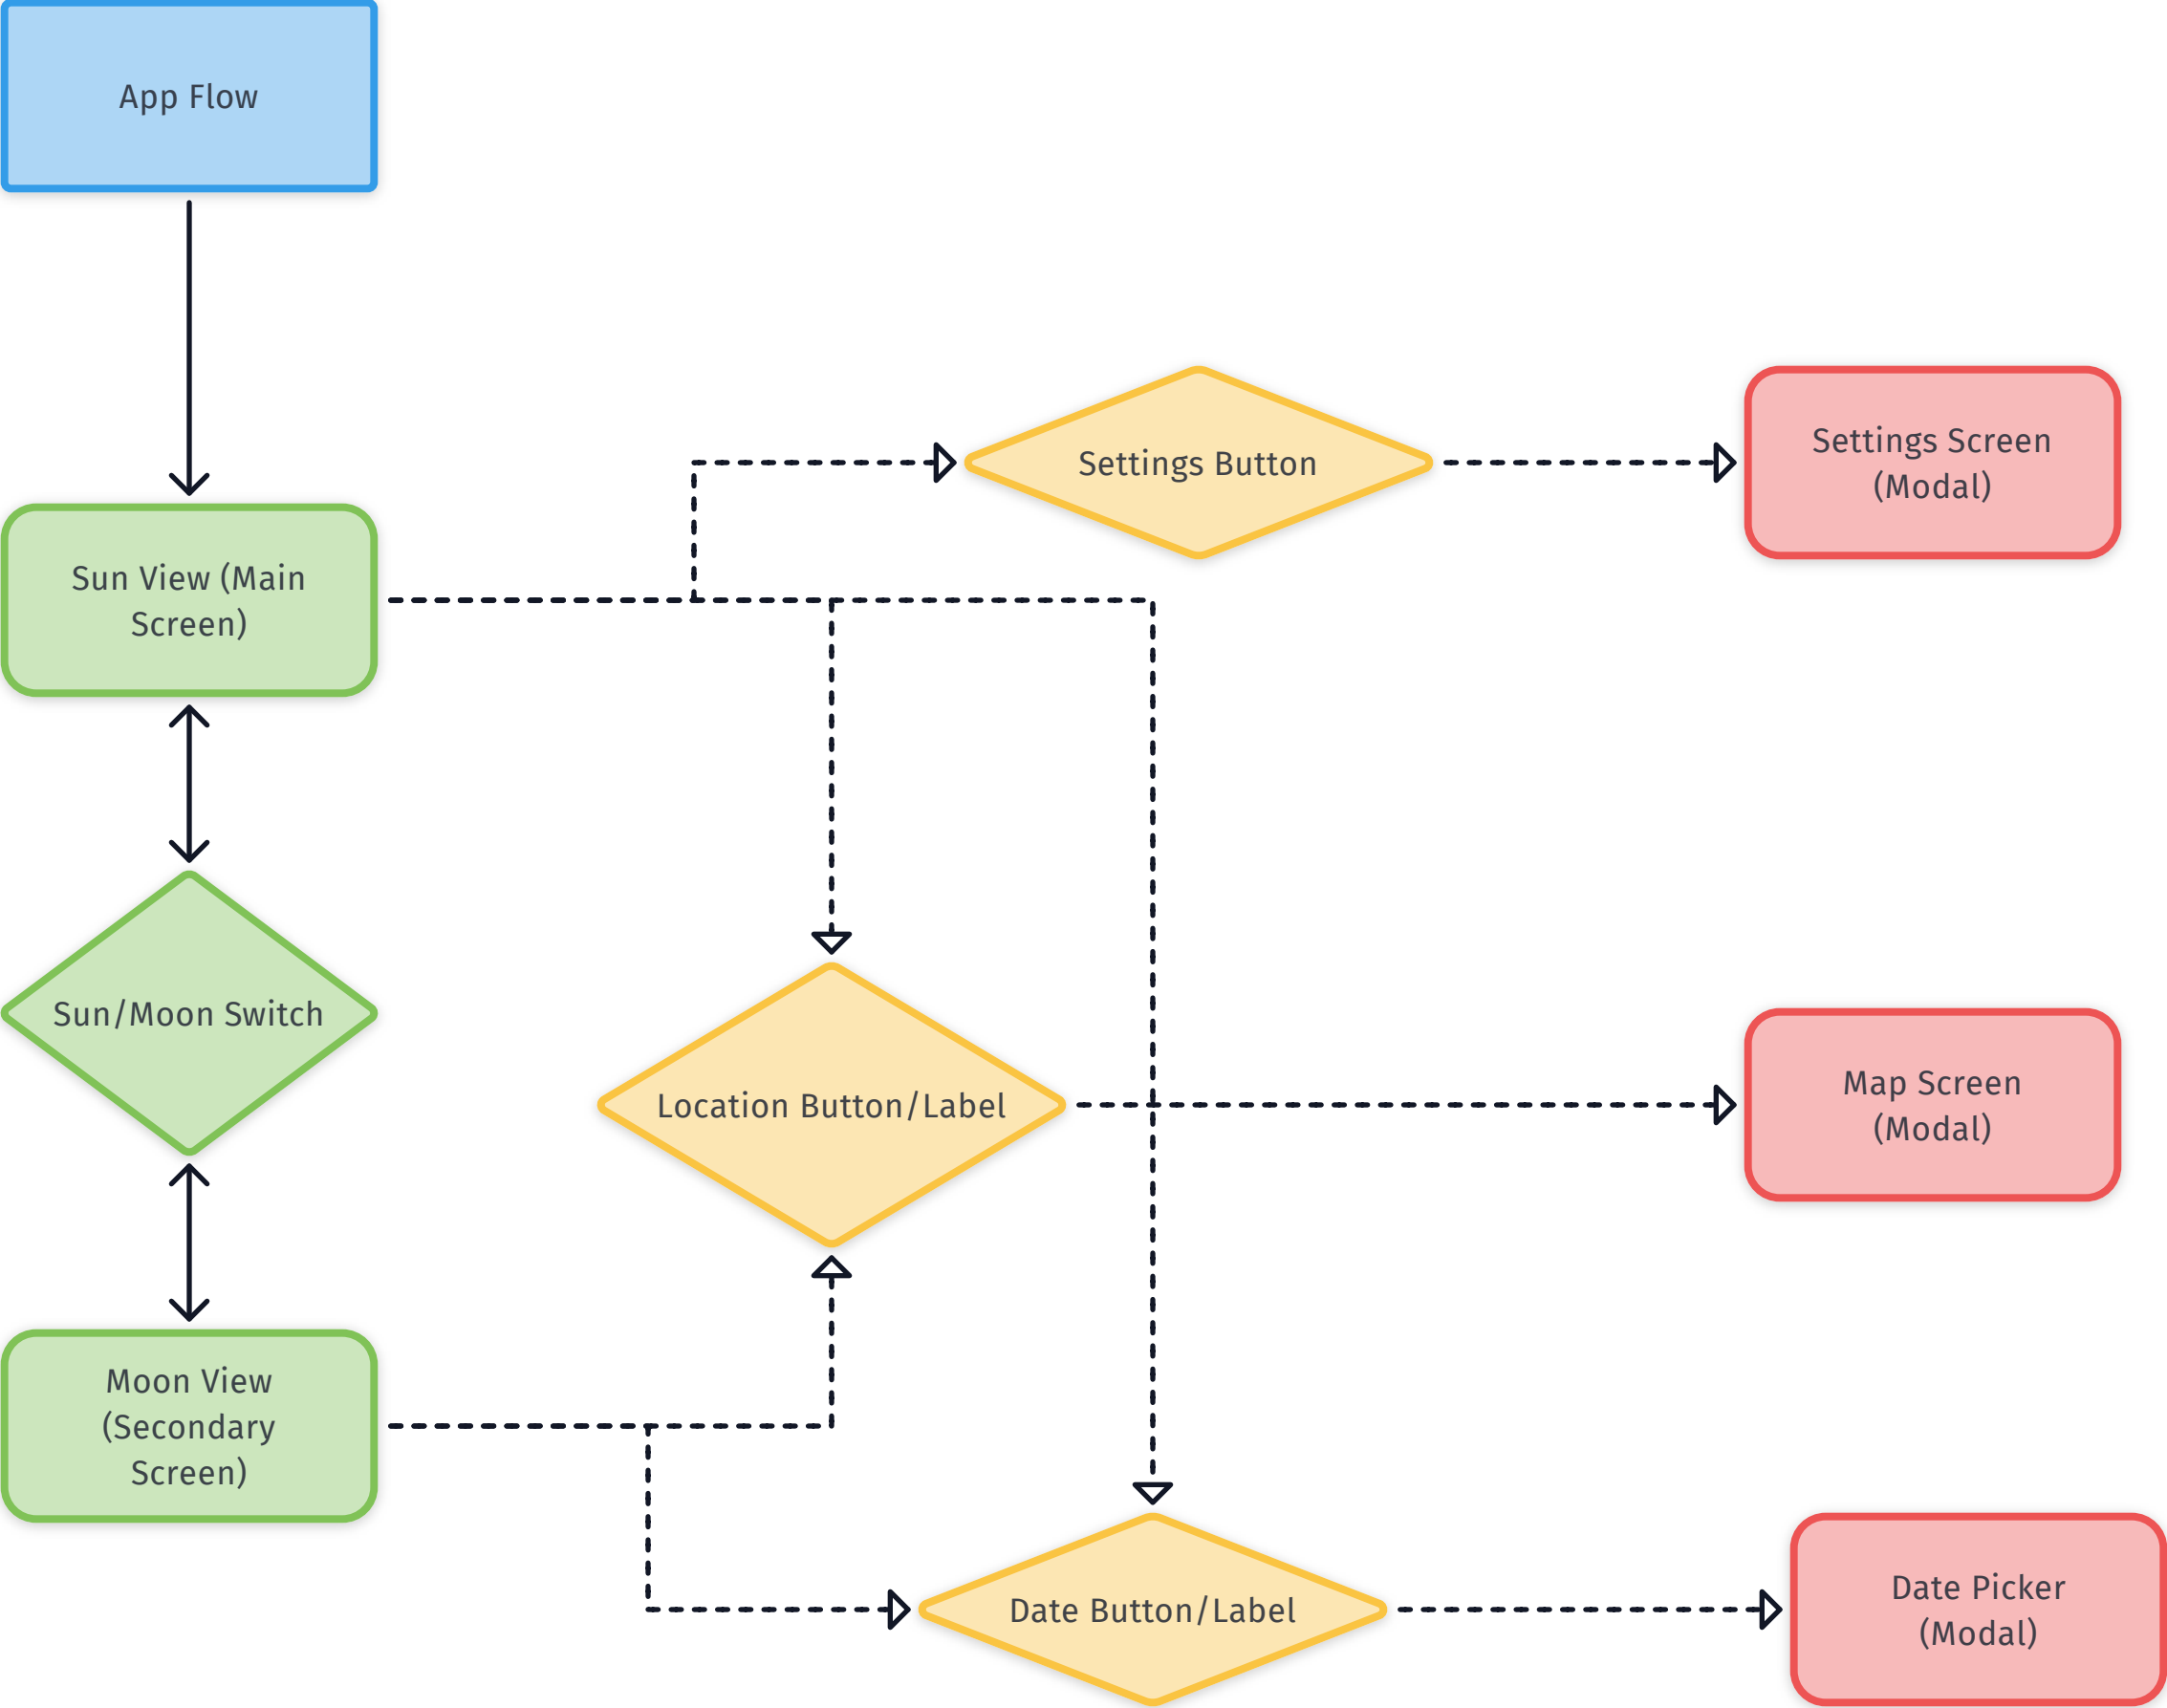 App Flow
Settings Button
Settings Screen
(Modal)
Sun View (Main
Screen)
Sun/Moon Switch
Location Button/Label
Map Screen
(Modal)
Moon View
(Secondary
Screen)
Date Button/Label
Date Picker
(Modal)